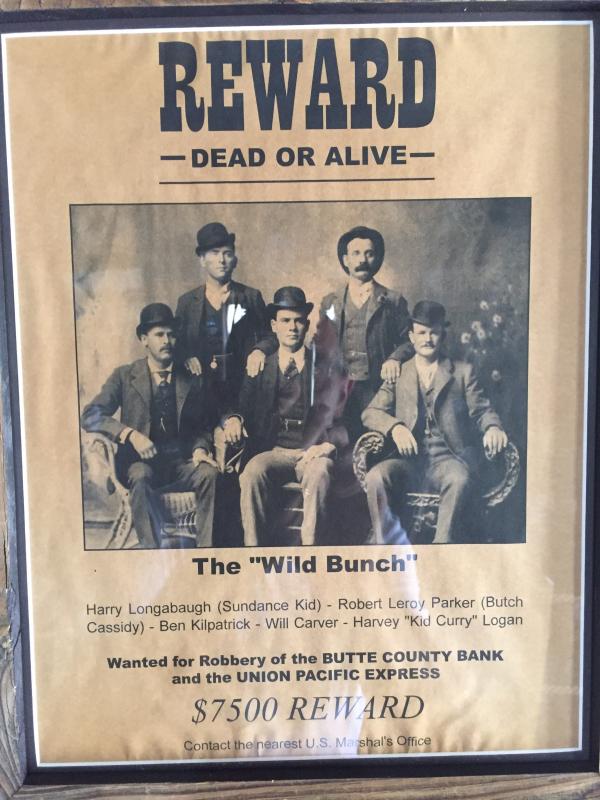 REWARD
—DEAD OR ALIVE—
The "Wild Bunch"
Harry Longabaugh (Sundance Kid) - Robert Leroy Parker (Butch
Cassidy) - Ben Kilpatrick - Will Carver - Harvey "Kid Curry" Logan
Wanted for Robbery of the BUTTE COUNTY BANK
and the UNION PACIFIC EXPRESS
$7500 REWARD
Contact the nearest U.S. Marshal's Office